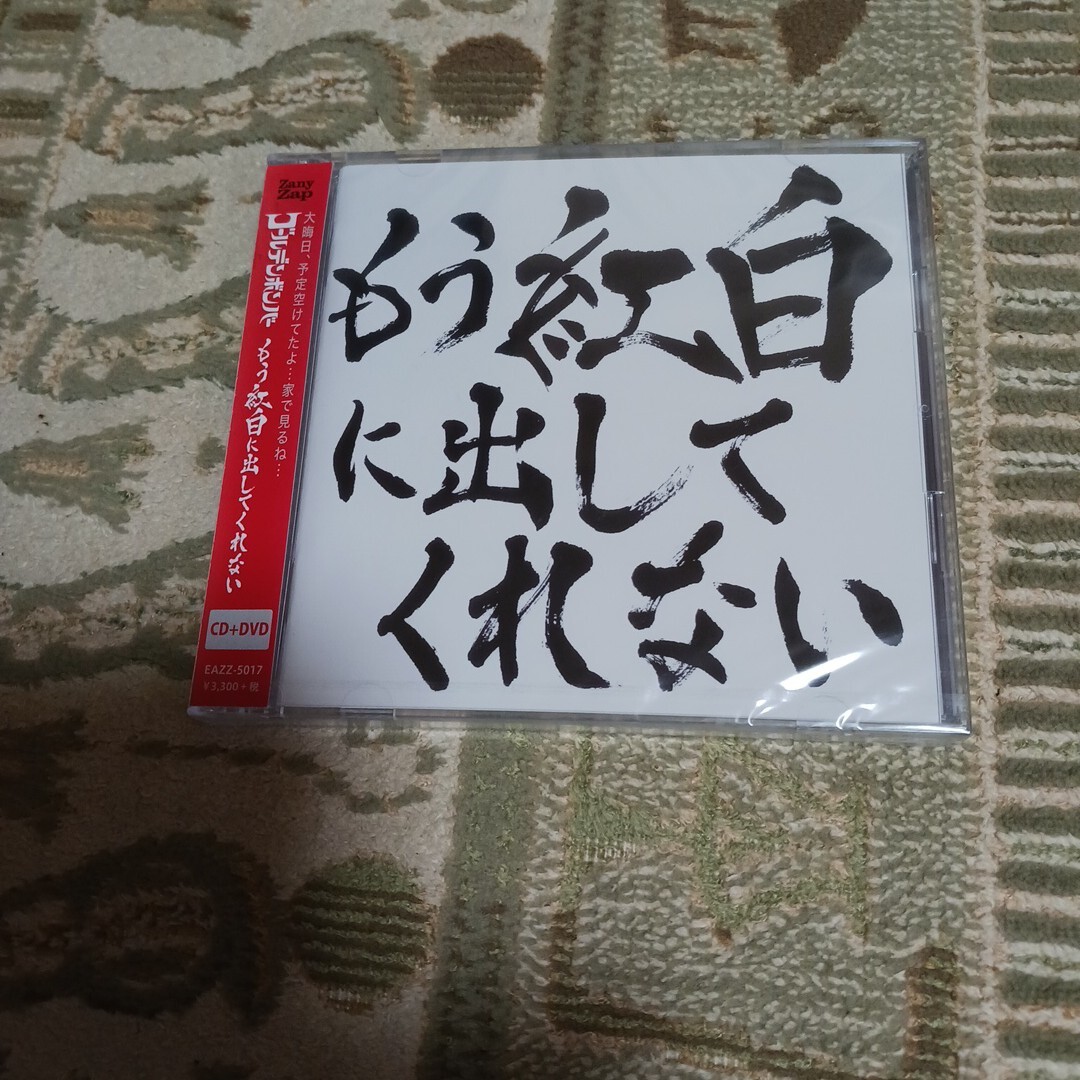 Zany
Zap
大晦日、予定空けてたよ…家で見るね…
ゴールデンボンバー
もう紅白に出してくれない
CD+DVD
EAZZ-5017
¥3,300+税
もう紅白
に出して
くれない